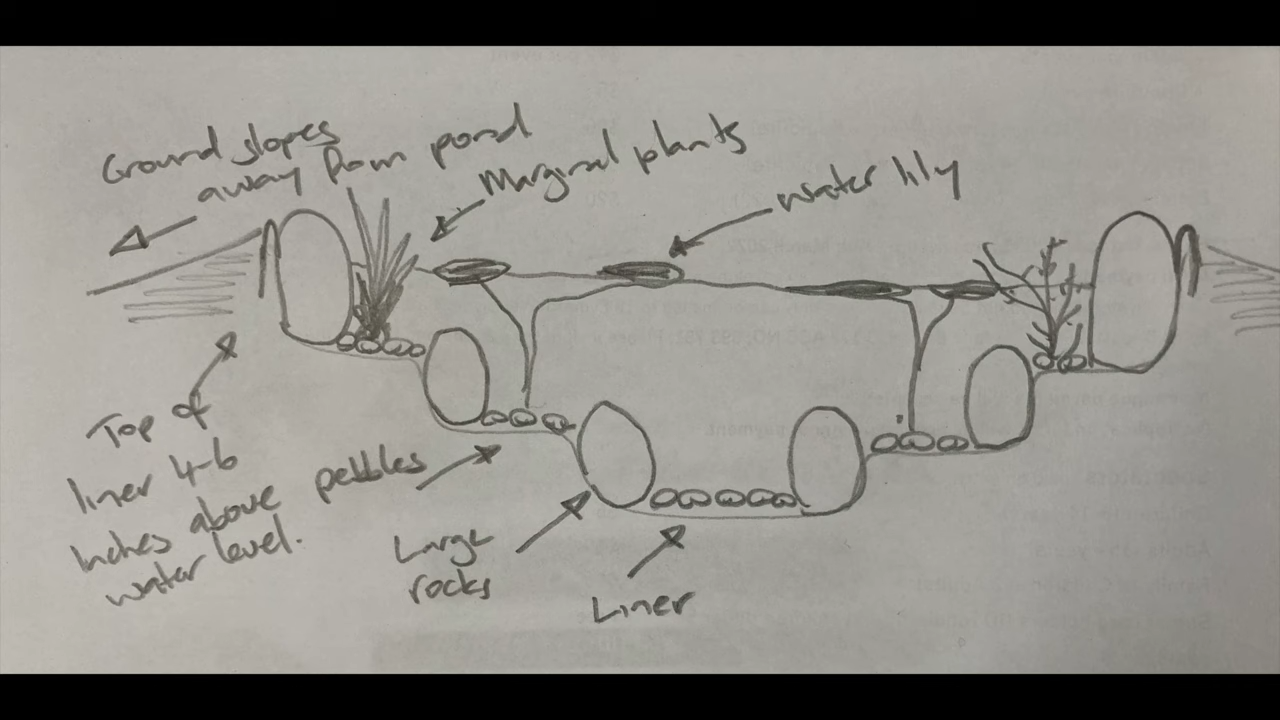 Ground slopes
away from pond
Marginal plants
water lily
Top of
liner 4-6
Inches above
water level.
pebbles
Large
rocks
Liner